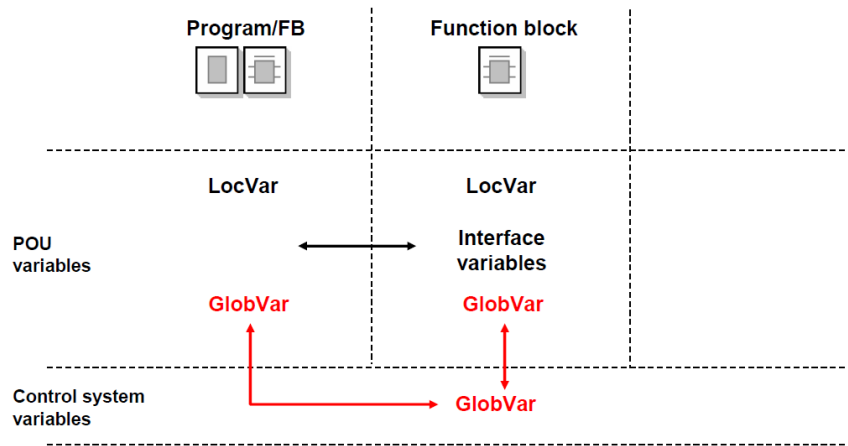 Program/FB
Function block
LocVar
LocVar
POU
variables
Interface
variables
GlobVar
GlobVar
Control system
variables
GlobVar